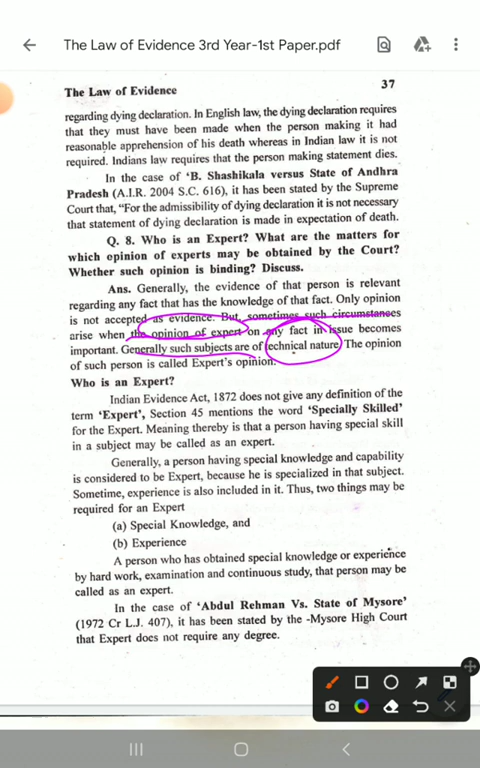 The Law of Evidence 3rd Year-1st Paper.pdf
The Law of Evidence 37
regarding dying declaration. In English law, the dying declaration requires
that they must have been made when the person making it had
reasonable apprehension of his death whereas in Indian law it is not
required. Indians law requires that the person making statement dies.
In the case of ‘B. Shashikala versus State of Andhra
Pradesh (A.I.R. 2004 S.C. 616), it has been stated by the Supreme
Court that, “For the admissibility of dying declaration it is not necessary
that statement of dying declaration is made in expectation of death.
Q. 8. Who is an Expert? What are the matters for
which opinion of experts may be obtained by the Court?
Whether such opinion is binding? Discuss.
Ans. Generally, the evidence of that person is relevant
regarding any fact that has the knowledge of that fact. Only opinion
is not accepted as evidence. But, sometimes such circumstances
arise when the opinion of expert on any fact in issue becomes
important. Generally such subjects are of technical nature. The opinion
of such person is called Expert’s opinion.
Who is an Expert?
Indian Evidence Act, 1872 does not give any definition of the
term ‘Expert’, Section 45 mentions the word ‘Specially Skilled’
for the Expert. Meaning thereby is that a person having special skill
in a subject may be called as an expert.
Generally, a person having special knowledge and capability
is considered to be Expert, because he is specialized in that subject.
Sometime, experience is also included in it. Thus, two things may be
required for an Expert
(a) Special Knowledge, and
(b) Experience
A person who has obtained special knowledge or experience
by hard work, examination and continuous study, that person may be
called as an expert.
In the case of ‘Abdul Rehman Vs. State of Mysore’
(1972 Cr L.J. 407), it has been stated by the -Mysore High Court
that Expert does not require any degree.